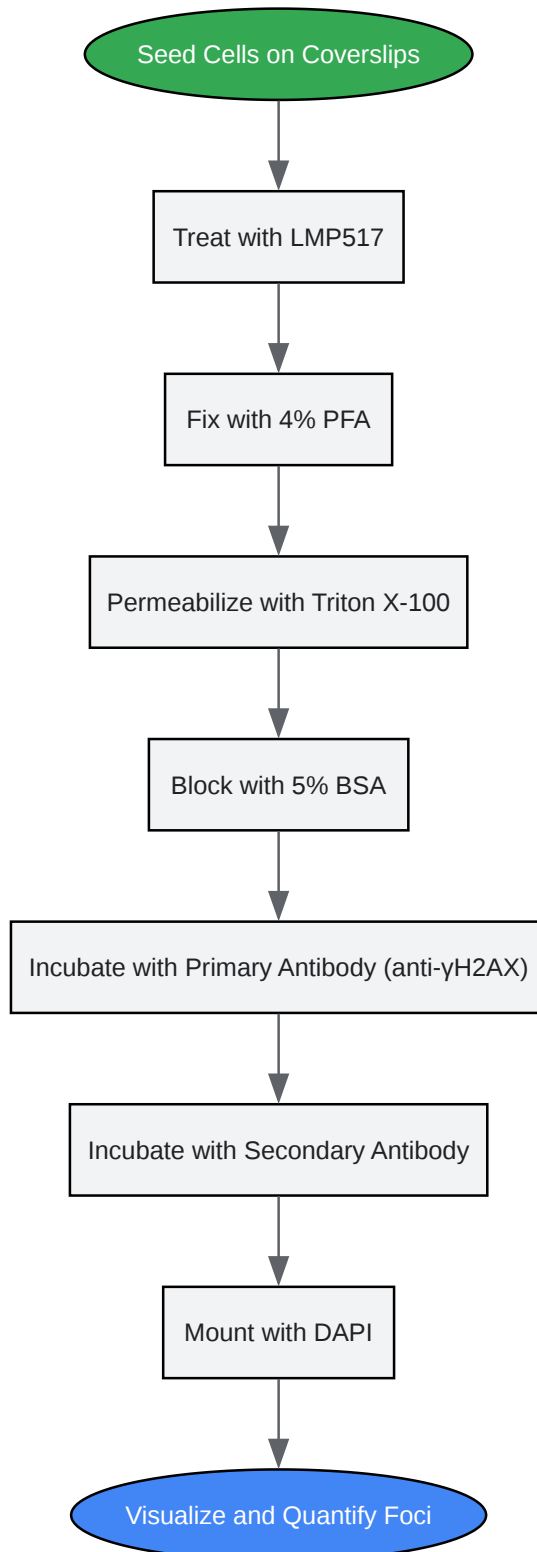 Seed Cells on Coverslips
Treat with LMP517
Fix with 4% PFA
Permeabilize with Triton X-100
Block with 5% BSA
Incubate with Primary Antibody (anti-γH2AX)
Incubate with Secondary Antibody
Mount with DAPI
Visualize and Quantify Foci